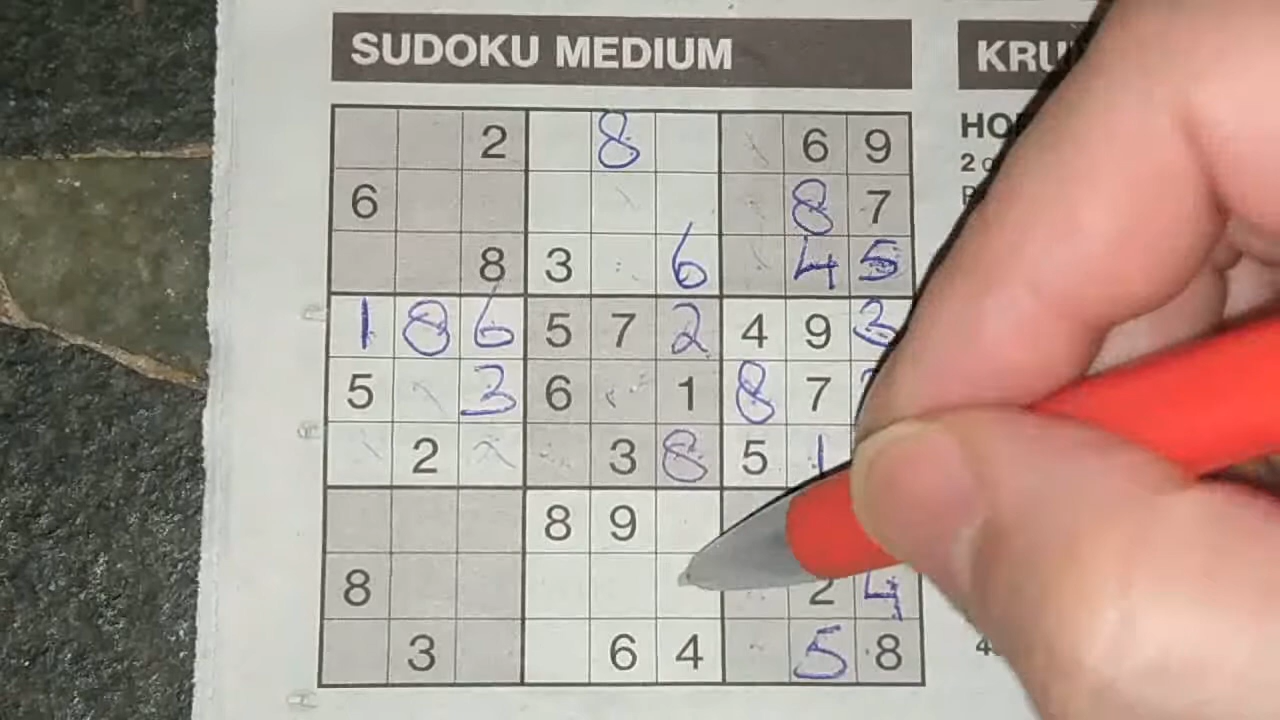 SUDOKU MEDIUM
KRU
HO
2
2 8 6 9
6 8 7
8 3 6 4 5
1 8 6 5 7 2 4 9 3
5 3 6 1 8 7
2 3 8 5 1
8 9
8 2 4
3 6 4 5 8